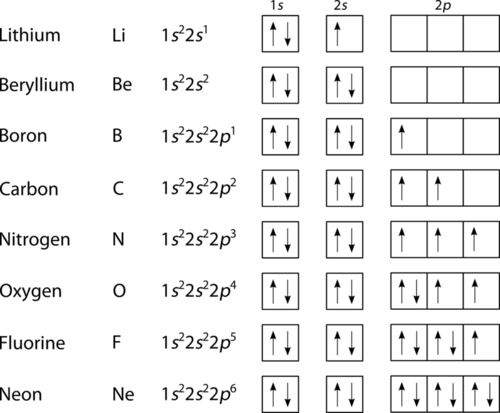 1s 2s 2p
Lithium Li 1s²2s¹
Beryllium Be 1s²2s²
Boron B 1s²2s²2p¹
Carbon C 1s²2s²2p²
Nitrogen N 1s²2s²2p³
Oxygen O 1s²2s²2p⁴
Fluorine F 1s²2s²2p⁵
Neon Ne 1s²2s²2p⁶